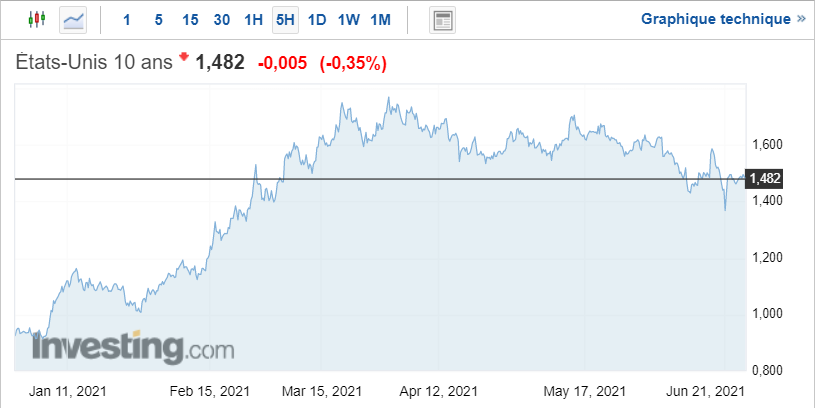 1 5 15 30 1H 5H 1D 1W 1M Graphique technique »
États-Unis 10 ans 1,482 -0,005 (-0,35%)
1,600
1,482
1,400
1,200
1,000
Investing.com
0,800
Jan 11, 2021 Feb 15, 2021 Mar 15, 2021 Apr 12, 2021 May 17, 2021 Jun 21, 2021